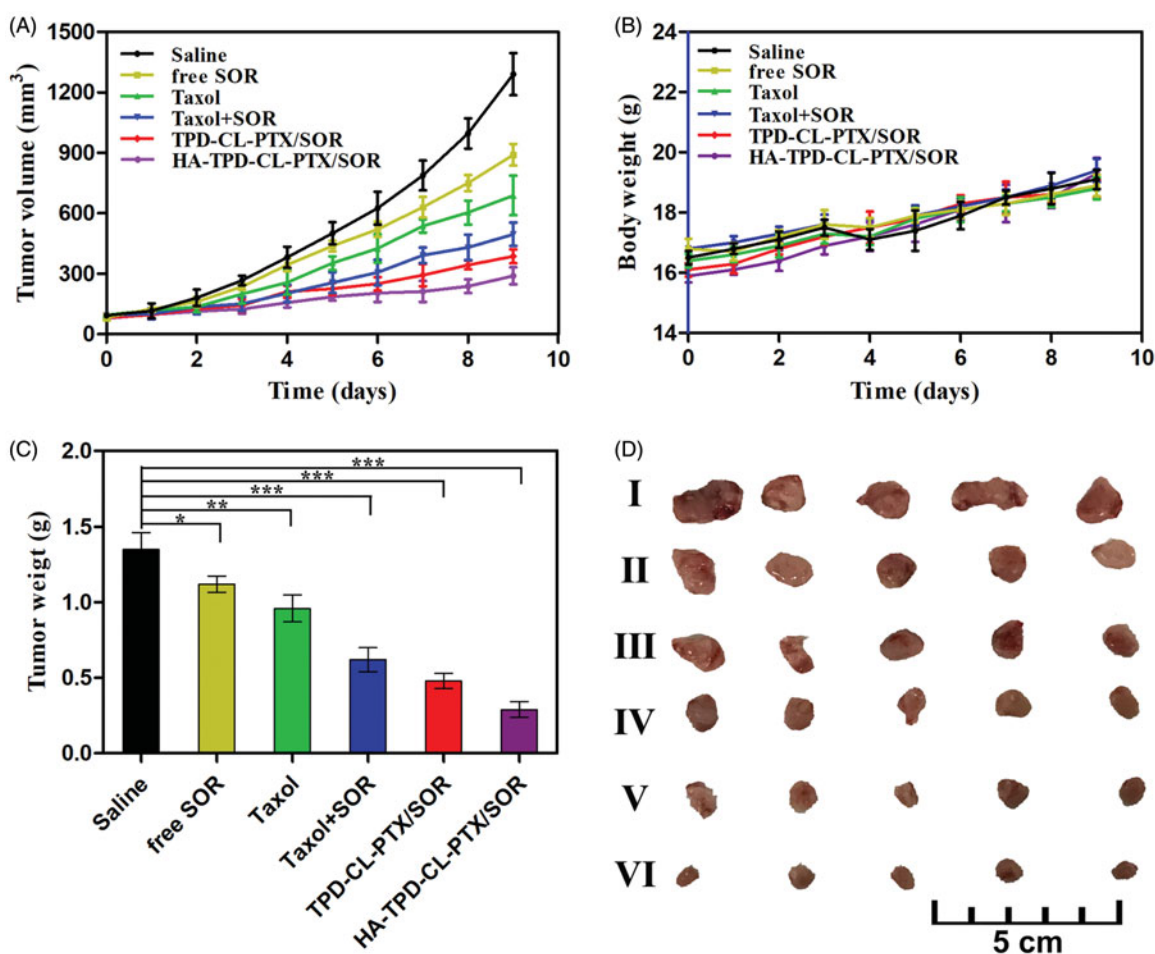 (A)
1500
1200
900
600
300
0
Tumor volume (mm³)
Saline
free SOR
Taxol
Taxol+SOR
TPD-CL-PTX/SOR
HA-TPD-CL-PTX/SOR
0 2 4 6 8 10
Time (days)
(B)
24
22
20
18
16
14
Body weight (g)
Saline
free SOR
Taxol
Taxol+SOR
TPD-CL-PTX/SOR
HA-TPD-CL-PTX/SOR
0 2 4 6 8 10
Time (days)
(C)
2.0
1.5
1.0
0.5
0.0
Tumor weigt (g)
***
***
***
**
*
Saline
free SOR
Taxol
Taxol+SOR
TPD-CL-PTX/SOR
HA-TPD-CL-PTX/SOR
(D)
I
II
III
IV
V
VI
5 cm